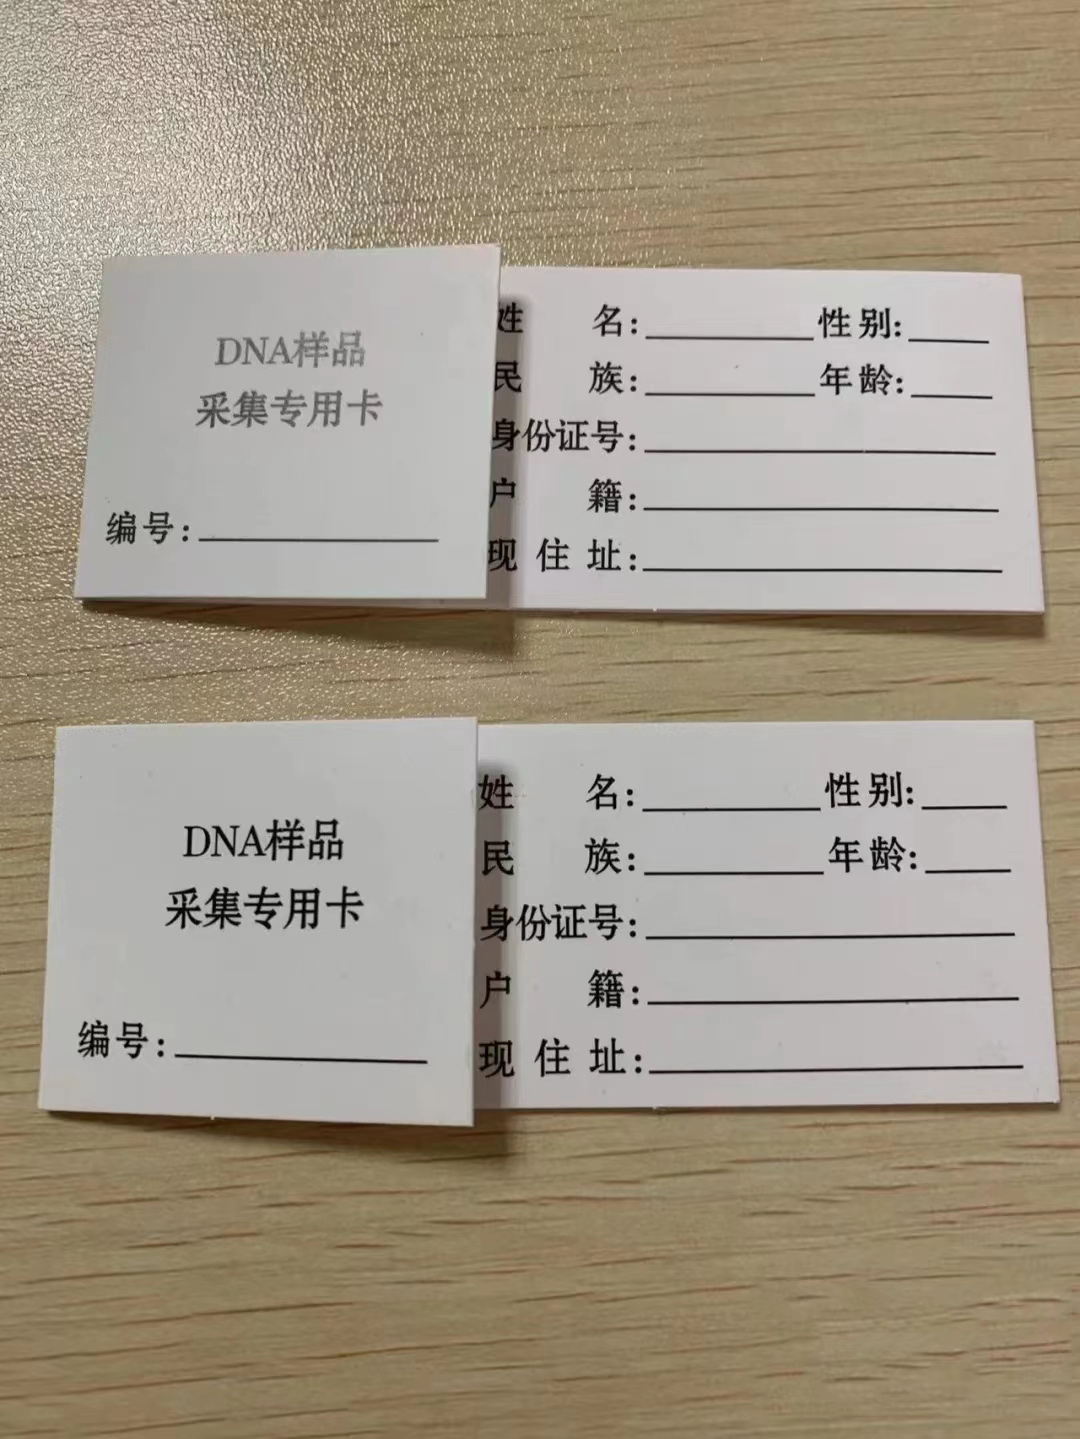 DNA样品
采集专用卡
编号:
姓 名: 性别:
民 族: 年龄:
身份证号:
户 籍:
现 住 址:
DNA样品
采集专用卡
编号:
姓 名: 性别:
民 族: 年龄:
身份证号:
户 籍:
现 住 址: